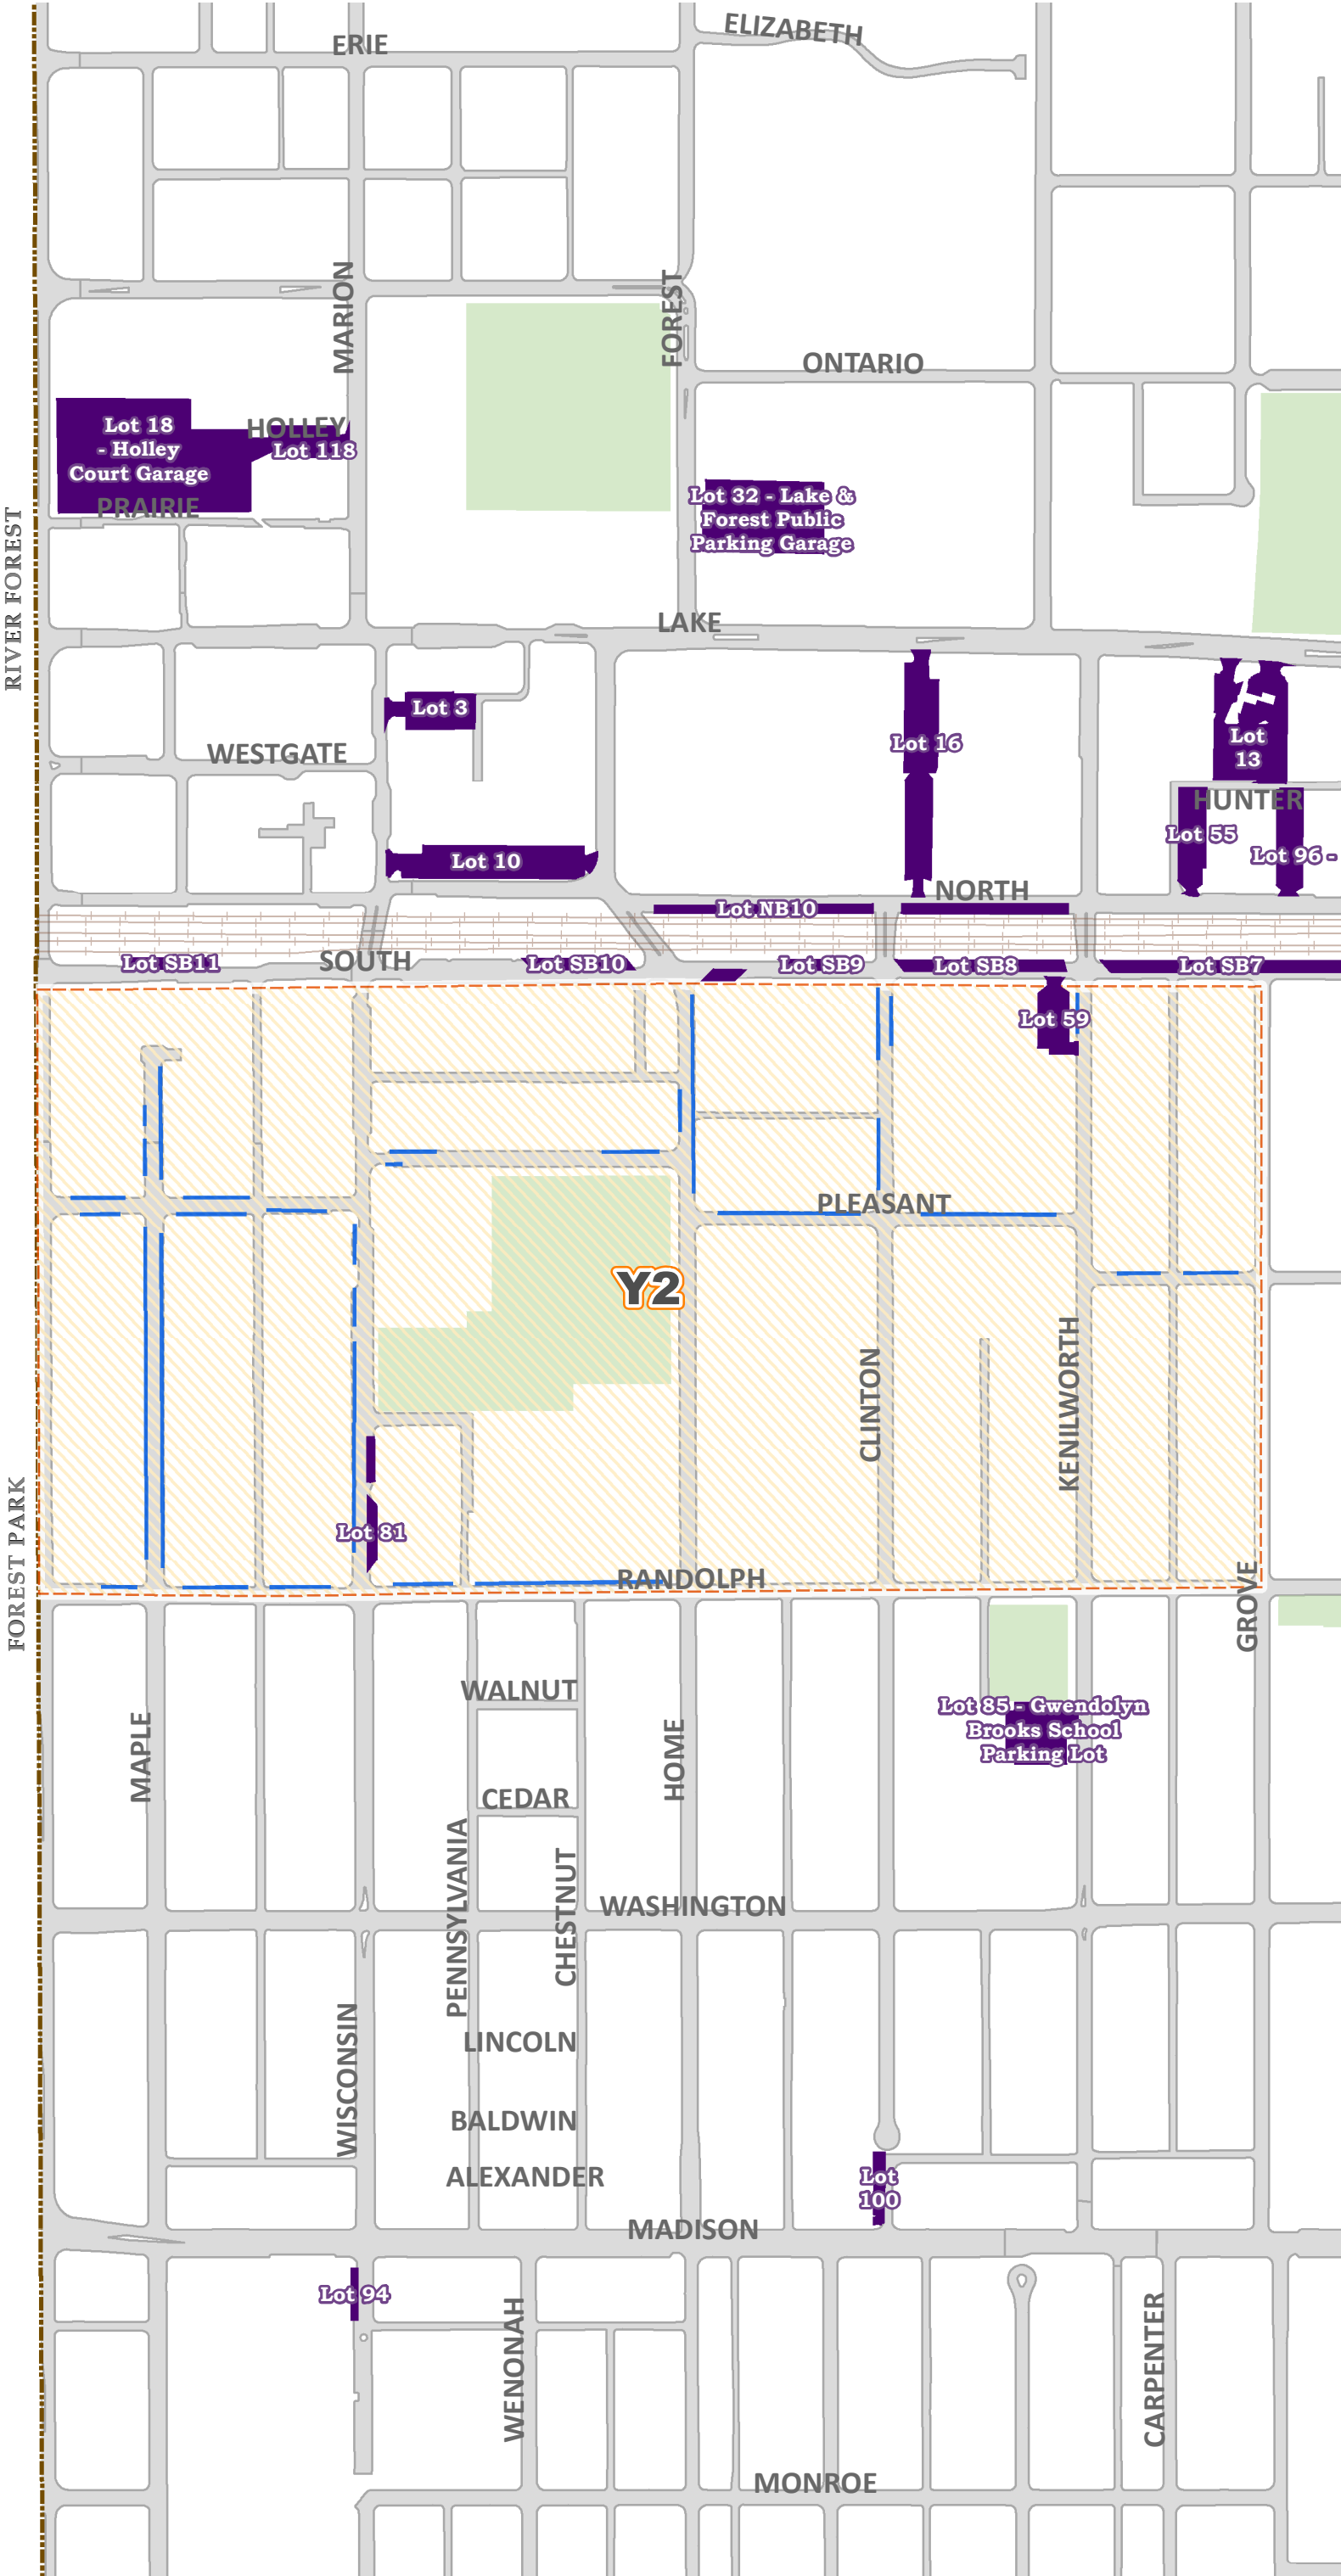 ELIZABETH
ERIE
MARION
FOREST
ONTARIO
Lot 18
- Holley
Court Garage
HOLLEY
Lot 118
PRAIRIE
Lot 32 - Lake &
Forest Public
Parking Garage
RIVER FOREST
LAKE
Lot 3
WESTGATE
Lot 16
Lot
13
HUNTER
Lot 55
Lot 96 -
Lot 10
NORTH
Lot NB10
SOUTH
Lot SB11
Lot SB10
Lot SB9
Lot SB8
Lot SB7
Lot 59
PLEASANT
Y2
CLINTON
KENILWORTH
FOREST PARK
Lot 81
RANDOLPH
GROVE
WALNUT
Lot 85 - Gwendolyn
Brooks School
Parking Lot
MAPLE
HOME
CEDAR
PENNSYLVANIA
CHESTNUT
WASHINGTON
WISCONSIN
LINCOLN
BALDWIN
ALEXANDER
Lot
100
MADISON
Lot 94
WENONAH
CARPENTER
MONROE